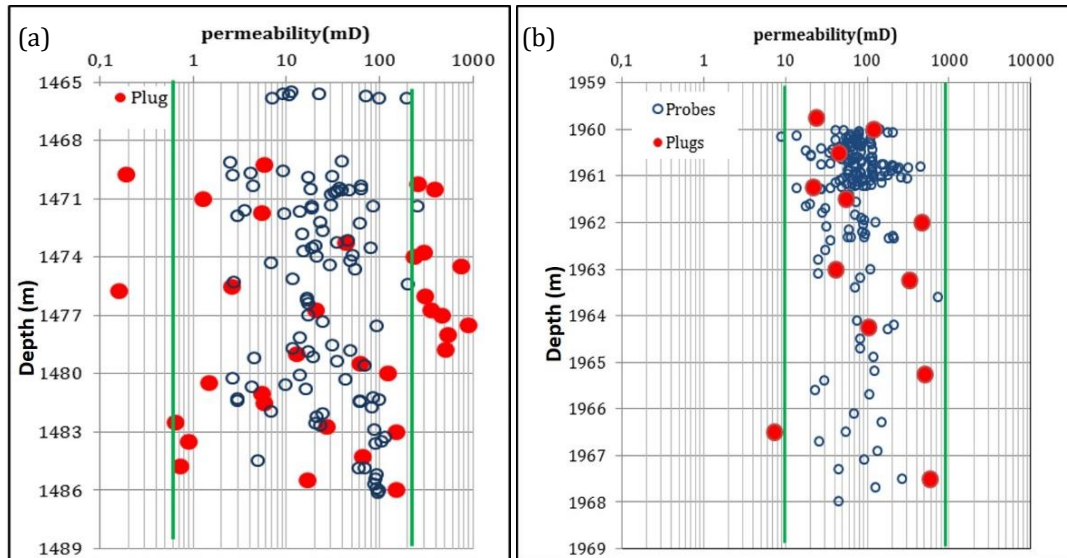 (a)
permeability(mD)
0,1 1 10 100 1000
Depth (m)
1465
1468
1471
1474
1477
1480
1483
1486
1489
Plug
(b)
permeability(mD)
0,1 1 10 100 1000
Depth (m)
1959
1960
1961
1962
1963
1964
1965
1966
1967
1968
1969
Probes
Plugs